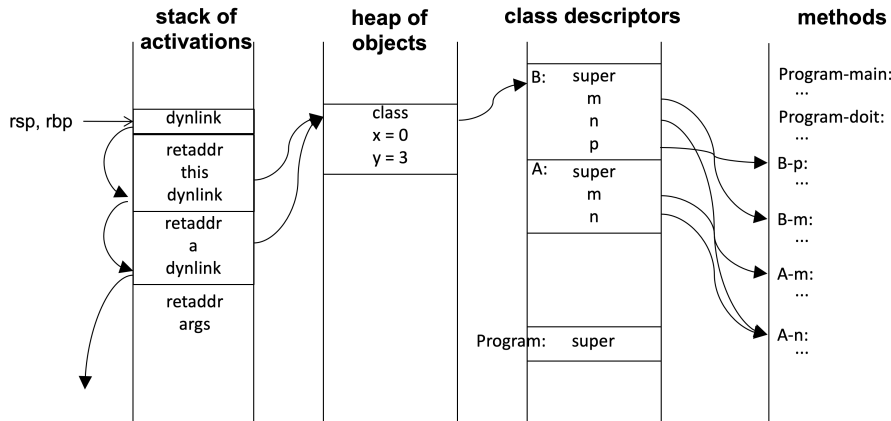 stack of
activations
heap of
objects
class descriptors
methods
rsp, rbp
dynlink
retaddr
this
dynlink
retaddr
a
dynlink
retaddr
args
class
x = 0
y = 3
B: super
m
n
p
A: super
m
n
Program: super
Program-main:
...
Program-doit:
...
B-p:
...
B-m:
...
A-m:
...
A-n:
...